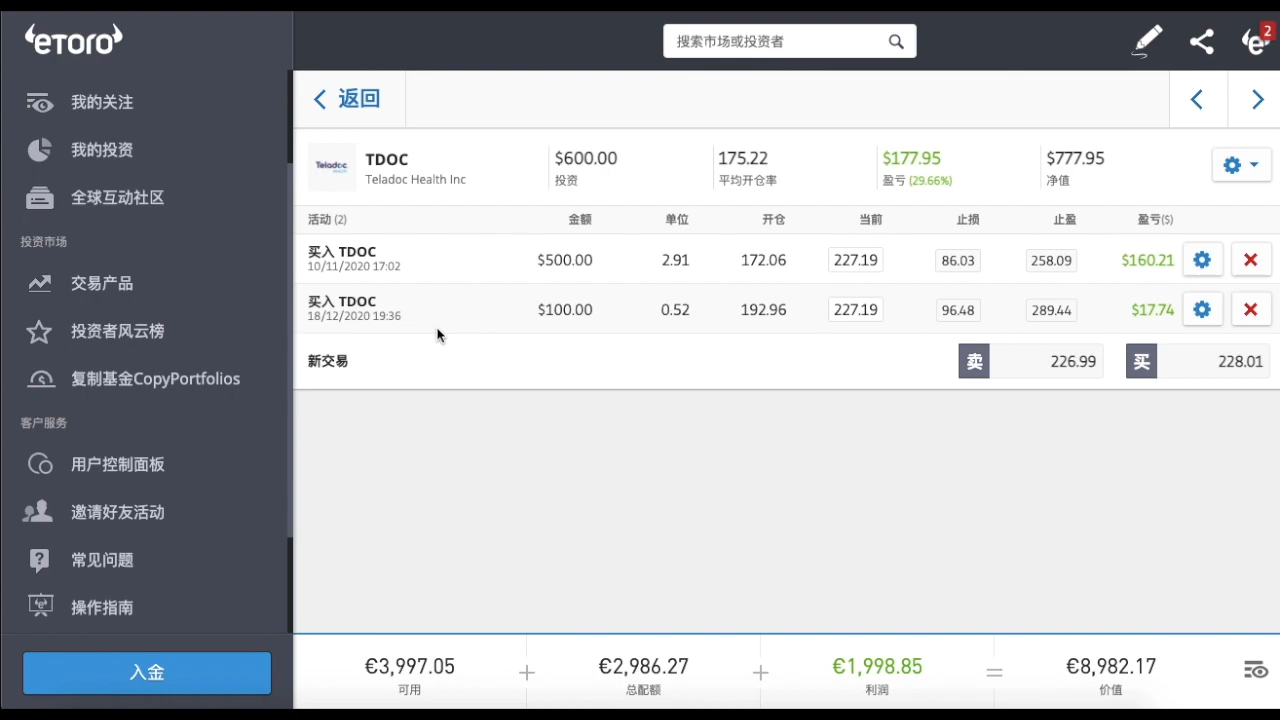 eToro
搜索市场或投资者
2
我的关注
我的投资
全球互动社区
投资市场
交易产品
投资者风云榜
复制基金CopyPortfolios
客户服务
用户控制面板
邀请好友活动
常见问题
操作指南
入金
返回
Teladoc HEALTH
TDOC
Teladoc Health Inc
$600.00
投资
175.22
平均开仓率
$177.95
盈亏 (29.66%)
$777.95
净值
活动 (2) 金额 单位 开仓 当前 止损 止盈 盈亏($)
买入 TDOC
10/11/2020 17:02
$500.00 2.91 172.06 227.19 86.03 258.09 $160.21
买入 TDOC
18/12/2020 19:36
$100.00 0.52 192.96 227.19 96.48 289.44 $17.74
新交易 卖 226.99 买 228.01
€3,997.05 + €2,986.27 + €1,998.85 = €8,982.17
可用 总配额 利润 价值